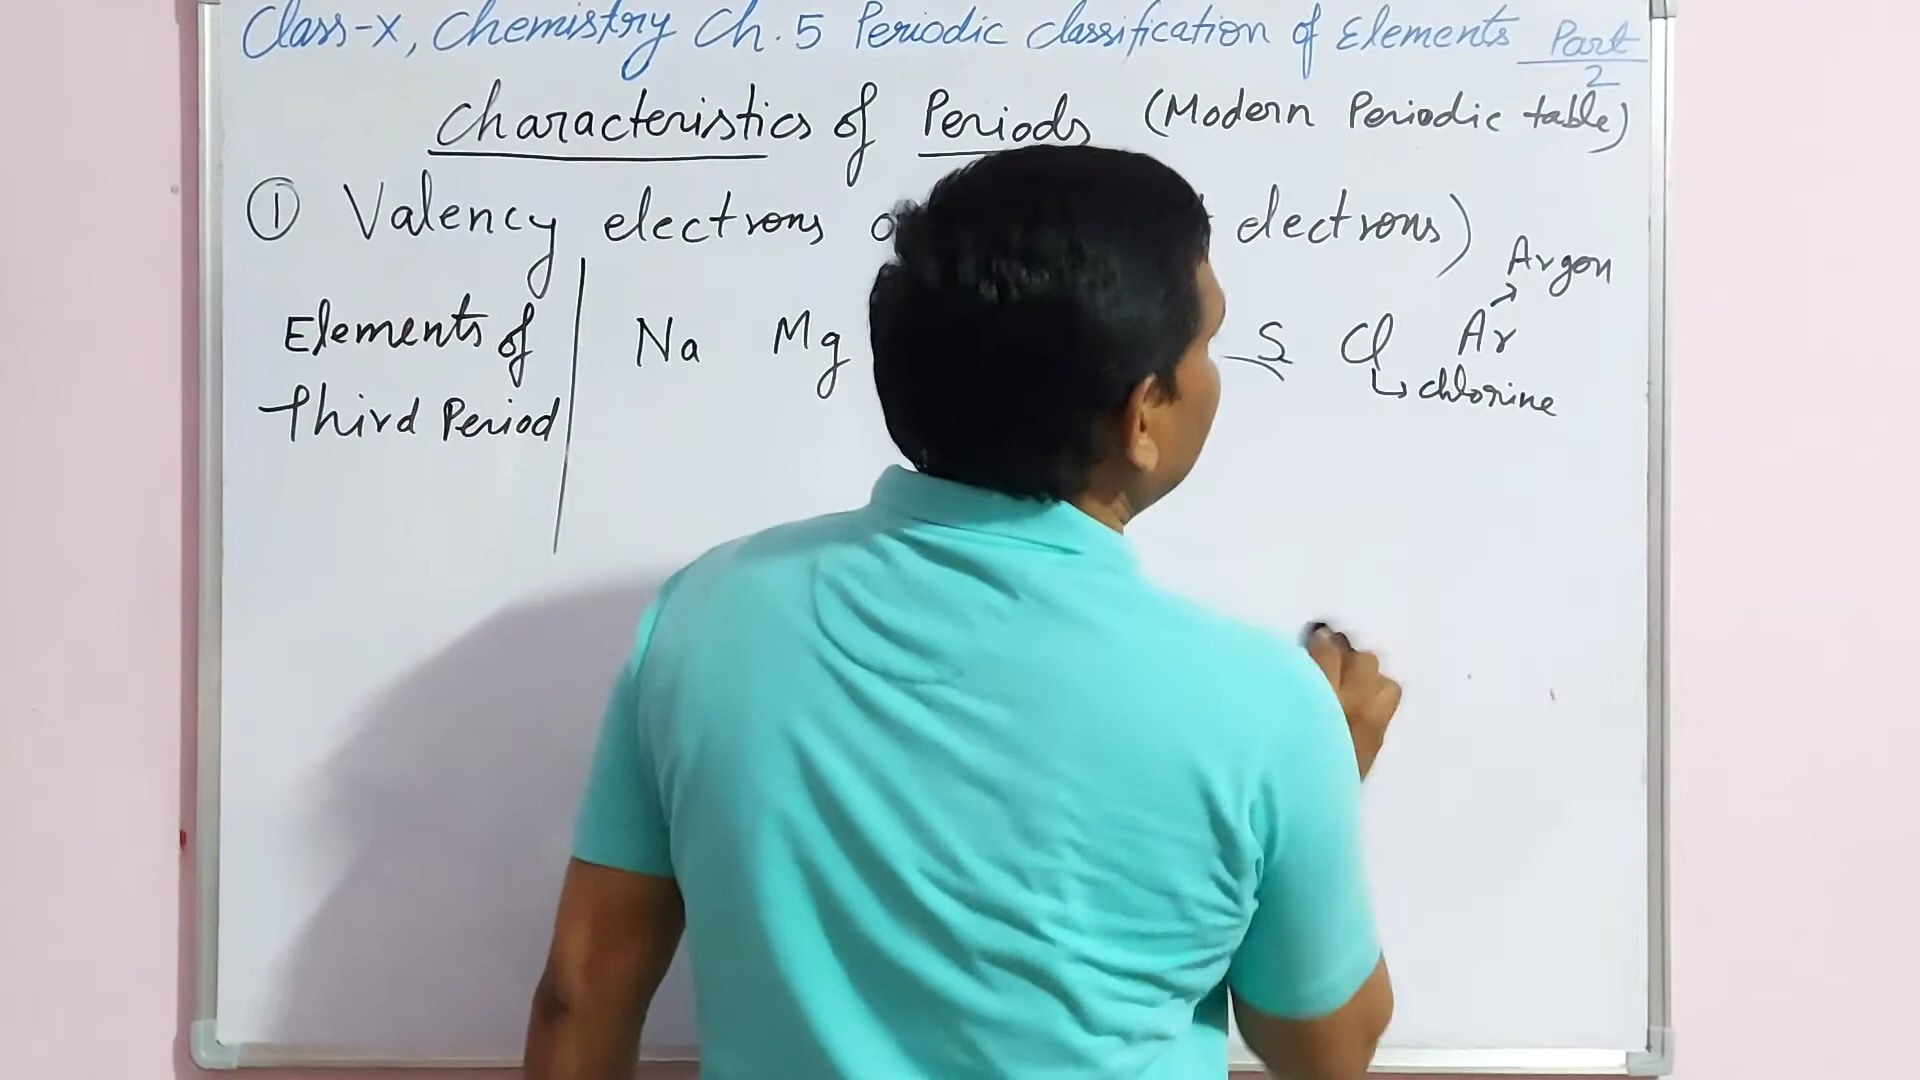 Class-X, Chemistry Ch. 5 Periodic classification of Elements Part 2
Characteristics of Periods (Modern Periodic table)
① Valency electrons electrons)
Argon
Elements of Na Mg S Cl Ar
chlorine
Third Period